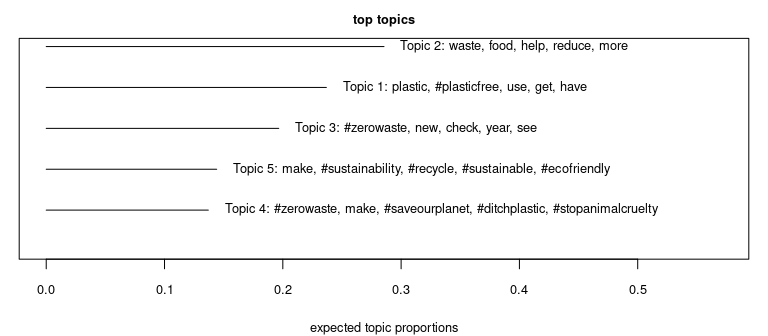 top topics
Topic 2: waste, food, help, reduce, more
Topic 1: plastic, #plasticfree, use, get, have
Topic 3: #zerowaste, new, check, year, see
Topic 5: make, #sustainability, #recycle, #sustainable, #ecofriendly
Topic 4: #zerowaste, make, #saveourplanet, #ditchplastic, #stopanimalcruelty
0.0 0.1 0.2 0.3 0.4 0.5
expected topic proportions